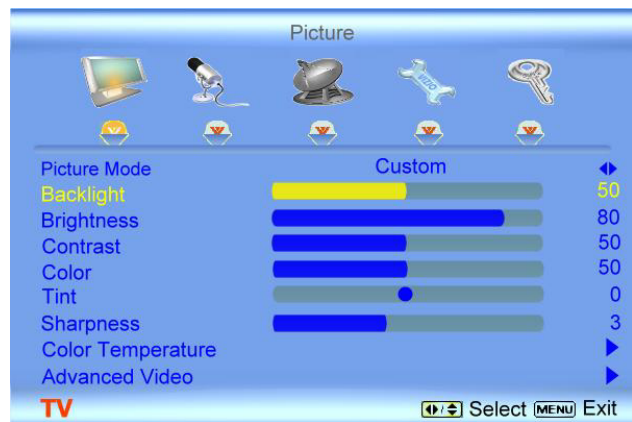 Picture
VIZIO
Picture Mode Custom
Backlight 50
Brightness 80
Contrast 50
Color 50
Tint 0
Sharpness 3
Color Temperature
Advanced Video
TV Select MENU Exit